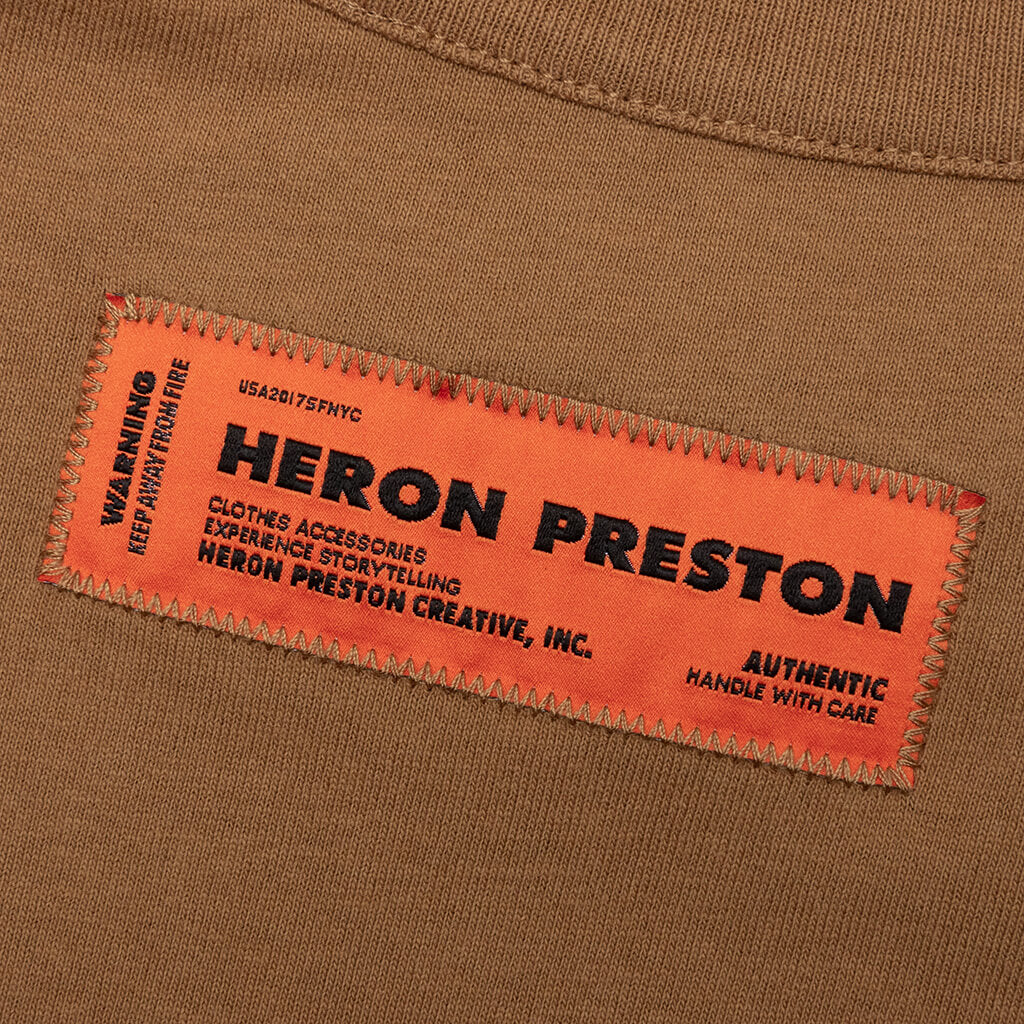 WARNING
KEEP AWAY FROM FIRE
USA2017SFNYC
HERON PRESTON
CLOTHES ACCESSORIES
EXPERIENCE STORYTELLING
HERON PRESTON CREATIVE, INC.
AUTHENTIC
HANDLE WITH CARE